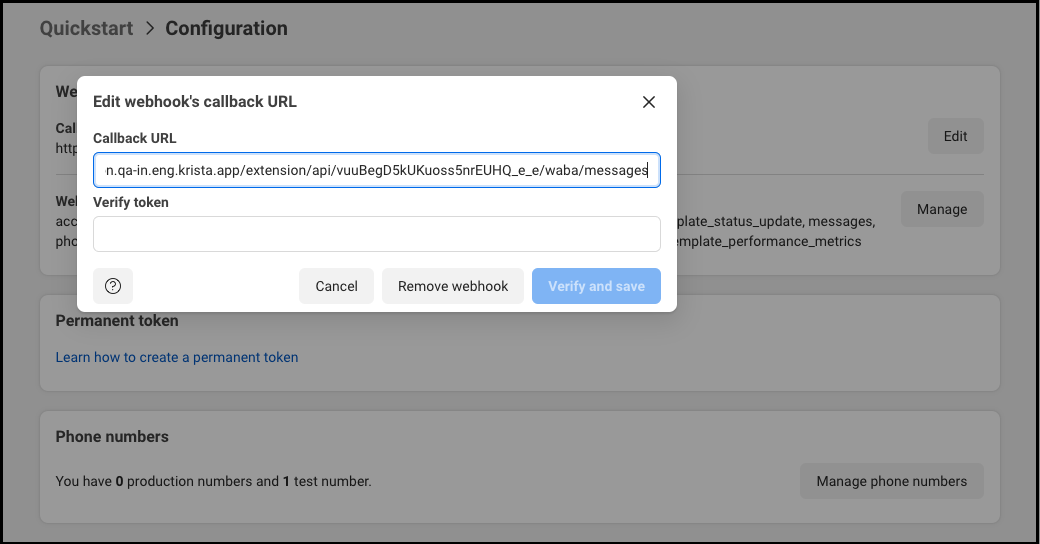 Quickstart > Configuration
Edit webhook's callback URL
Callback URL
n.qa-in.eng.krista.app/extension/api/vuuBegD5kUKuoss5nrEUHQ_e_e/waba/messages
Edit
Verify token
Manage
plate_status_update, messages,
emplate_performance_metrics
Cancel
Remove webhook
Verify and save
Permanent token
Learn how to create a permanent token
Phone numbers
You have 0 production numbers and 1 test number.
Manage phone numbers